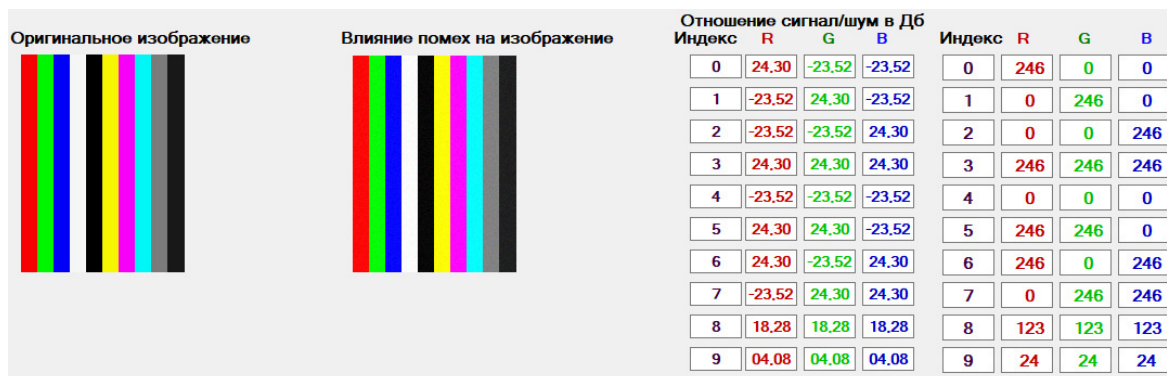 Отношение сигнал/шум в Дб
Оригинальное изображение Влияние помех на изображение Индекс R G B Индекс R G B
0 24,30 -23,52 -23,52 0 246 0 0
1 -23,52 24,30 -23,52 1 0 246 0
2 -23,52 -23,52 24,30 2 0 0 246
3 24,30 24,30 24,30 3 246 246 246
4 -23,52 -23,52 -23,52 4 0 0 0
5 24,30 24,30 -23,52 5 246 246 0
6 24,30 -23,52 24,30 6 246 0 246
7 -23,52 24,30 24,30 7 0 246 246
8 18,28 18,28 18,28 8 123 123 123
9 04,08 04,08 04,08 9 24 24 24